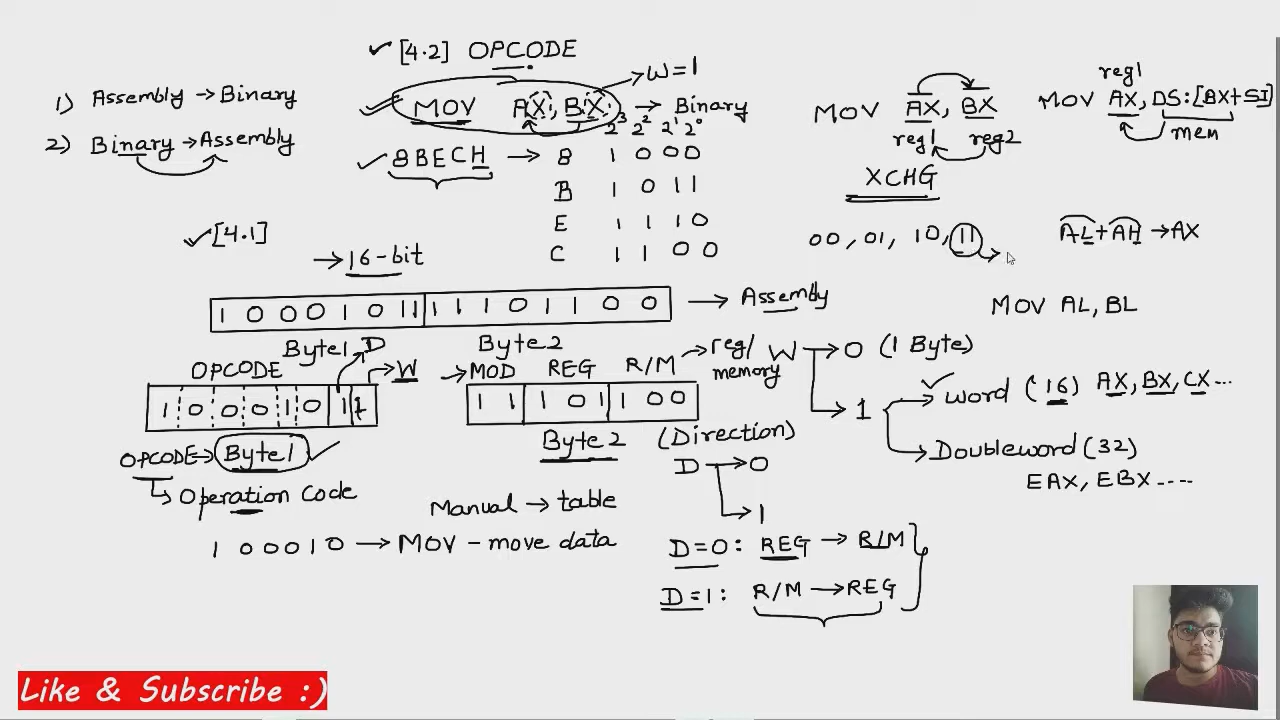 ✓[4.2] OPCODE
1) Assembly → Binary
2) Binary → Assembly
MOV AX, BX → Binary
→ W=1
2³ 2² 2¹ 2⁰
8BECH → 8 1 0 0 0
B 1 0 1 1
E 1 1 1 0
C 1 1 0 0
MOV AX, BX
reg1 reg2
XCHG
reg1
MOV AX, DS:[BX+SI]
mem
00, 01, 10, 11 →
AL+AH → AX
MOV AL, BL
✓[4.1]
→ 16-bit
1 0 0 0 1 0 1 1 1 1 1 0 1 1 0 0 → Assembly
Byte1 Byte2
OPCODE D → W
1 0 0 0 1 0 1 1
→ MOD REG R/M → reg/memory
1 1 1 0 1 1 0 0
Byte 2
OPCODE → Byte1 ✓
→ Operation Code
Manual → table
1 0 0 0 1 0 → MOV - move data
W → 0 (1 Byte)
→ 1
→ word (16) AX, BX, CX...
→ Doubleword (32)
EAX, EBX....
(Direction)
D → 0
→ 1
D=0: REG → R/M
D=1: R/M → REG
Like & Subscribe :)